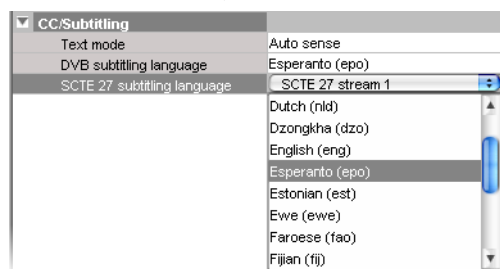 CC/Subtitling
Text mode Auto sense
DVB subtitling language Esperanto (epo)
SCTE 27 subtitling language SCTE 27 stream 1
Dutch (nld)
Dzongkha (dzo)
English (eng)
Esperanto (epo)
Estonian (est)
Ewe (ewe)
Faroese (fao)
Fijian (fij)